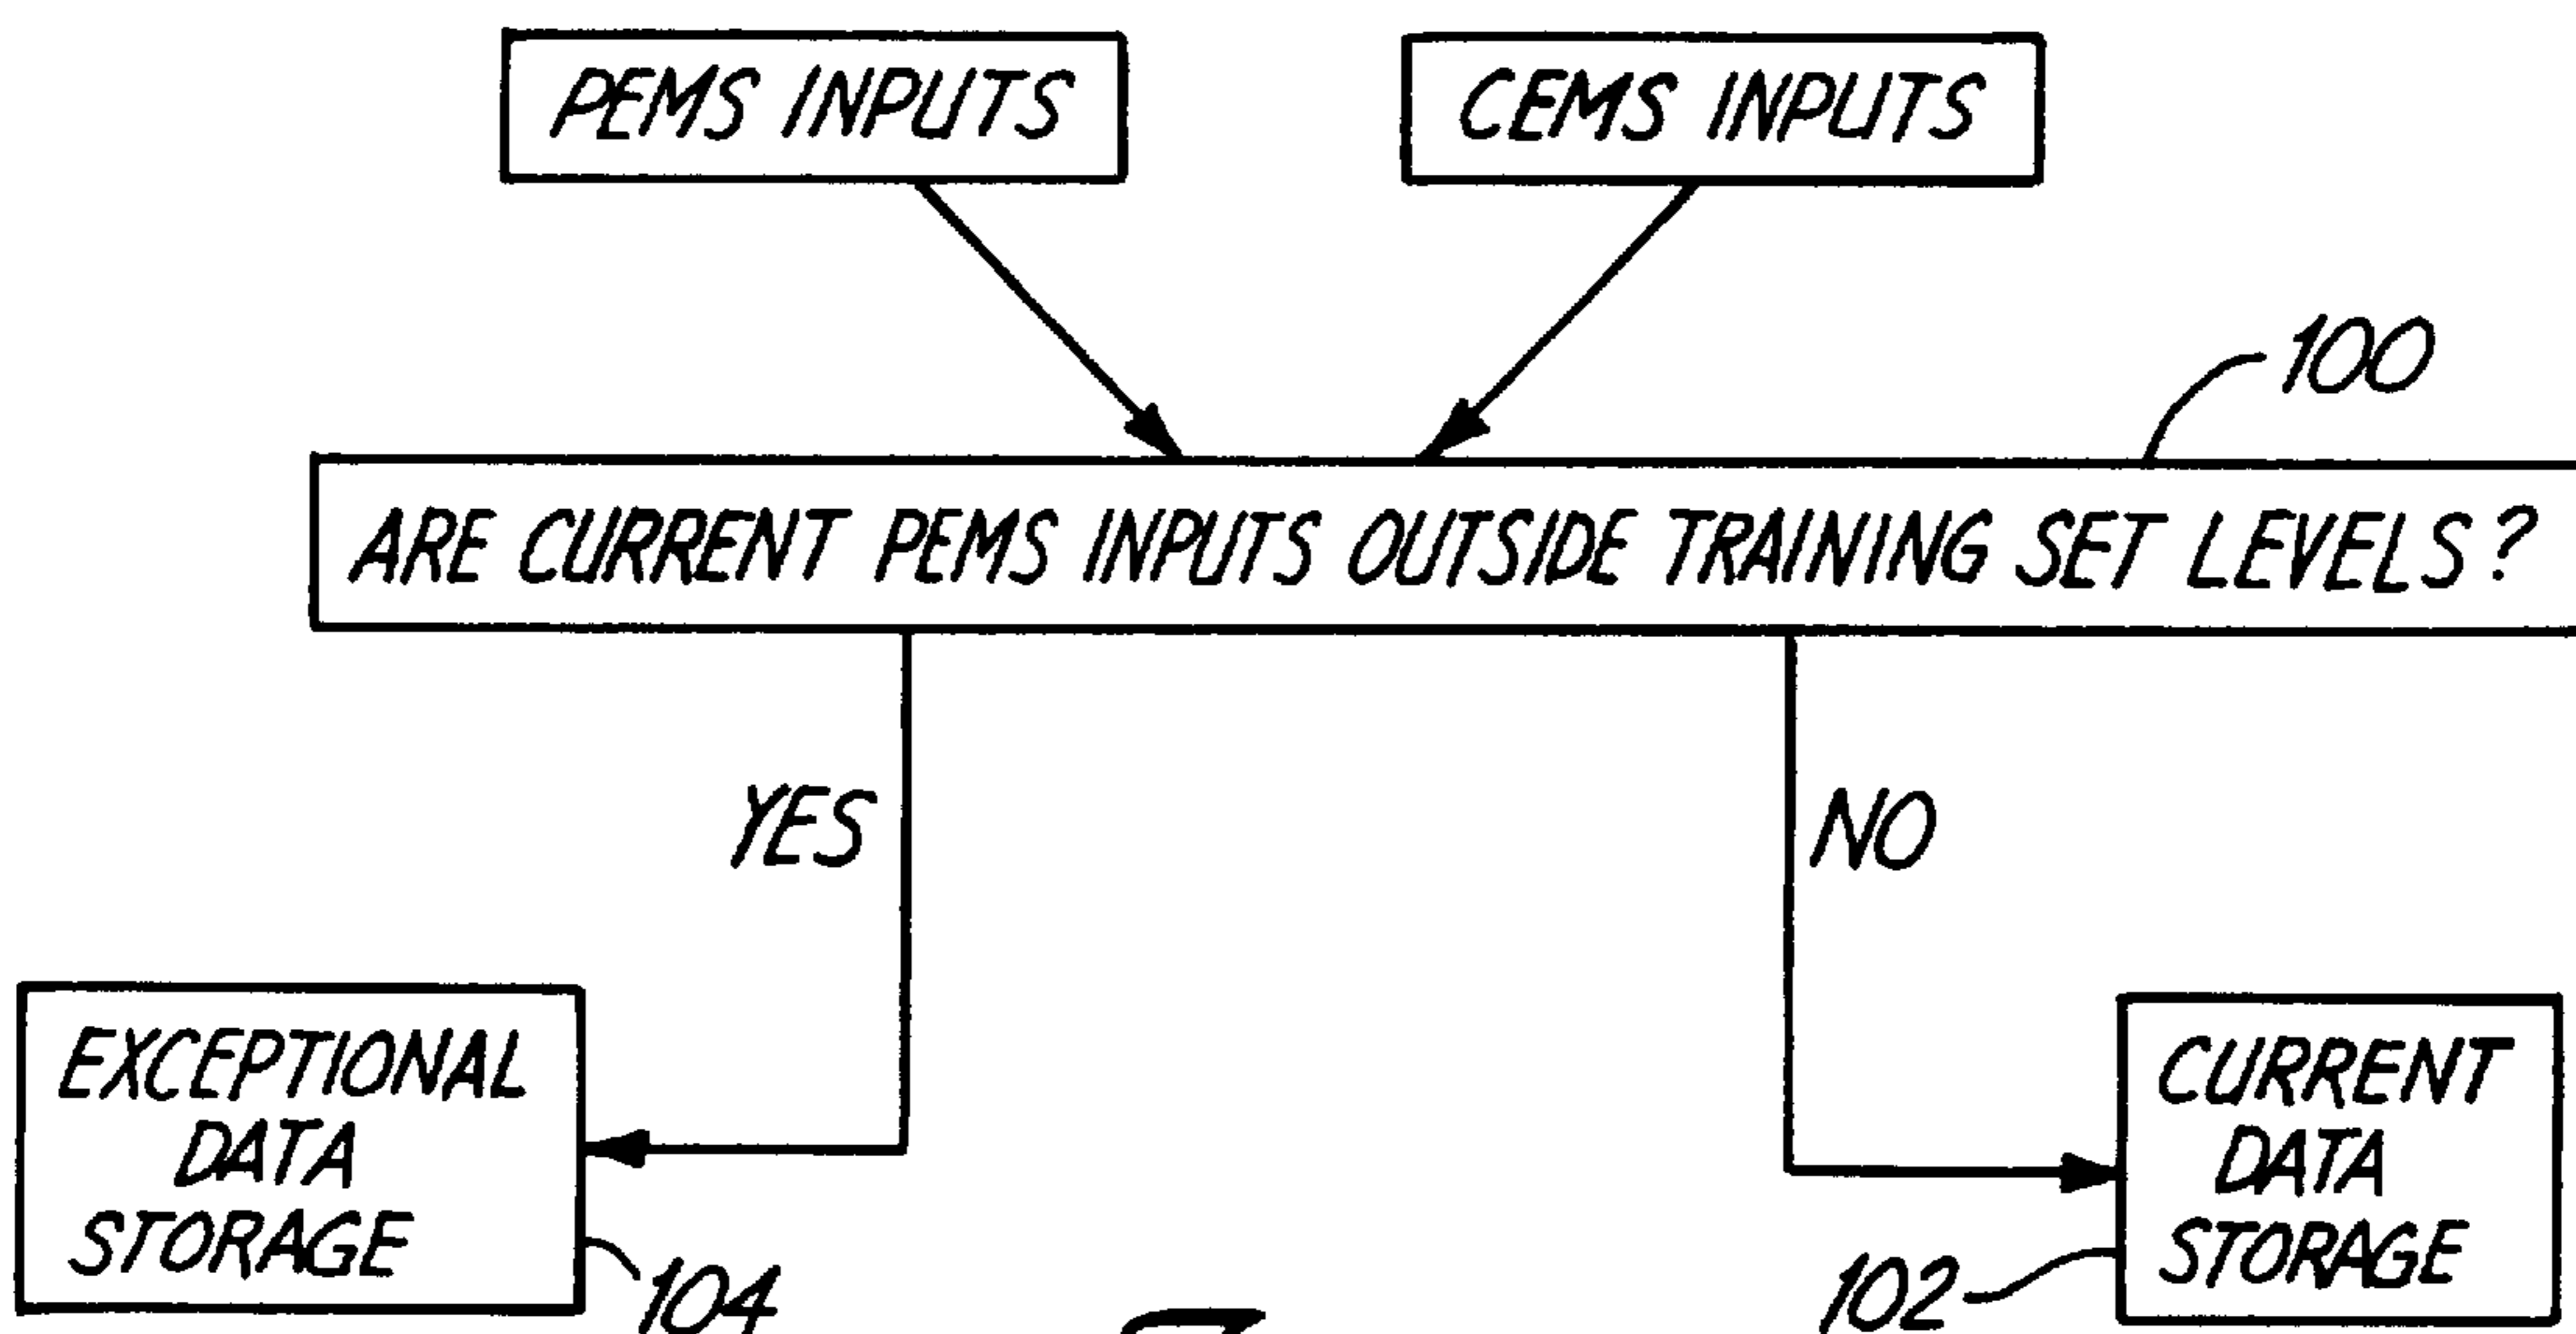 PEMS INPUTS
CEMS INPUTS
100
ARE CURRENT PEMS INPUTS OUTSIDE TRAINING SET LEVELS?
YES
NO
EXCEPTIONAL
DATA
STORAGE
104
CURRENT
DATA
STORAGE
102